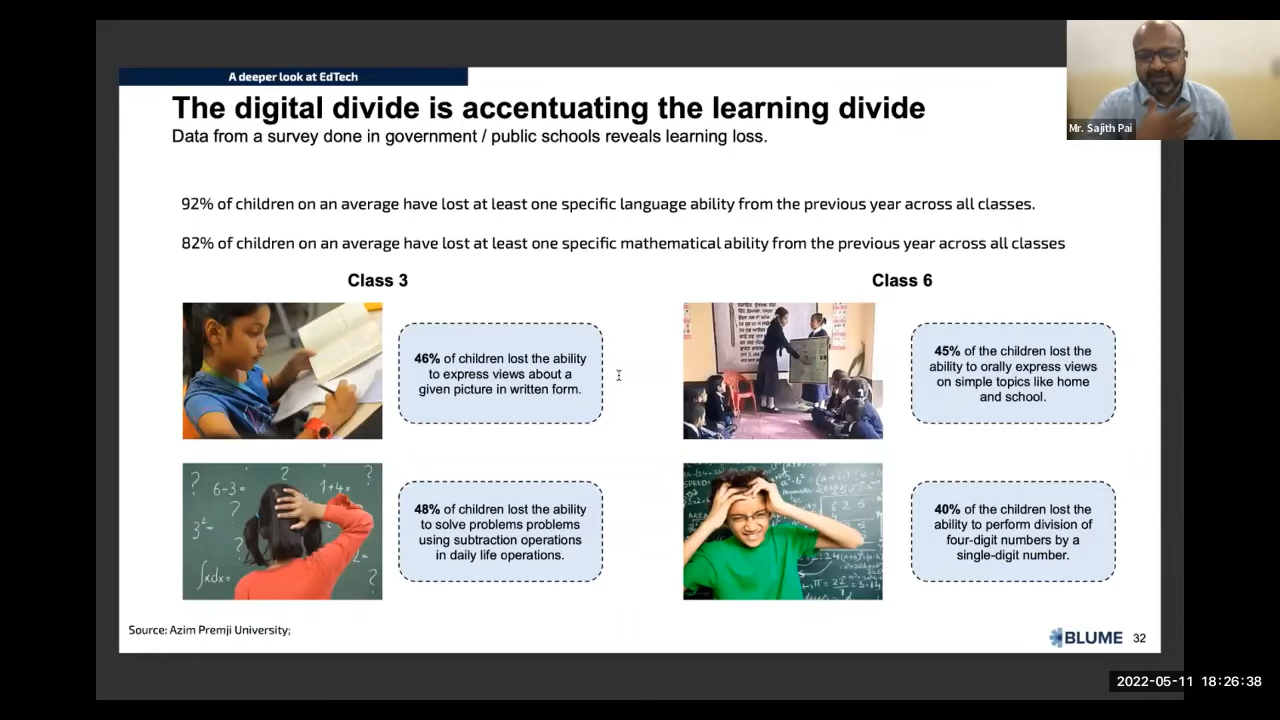 A deeper look at EdTech
The digital divide is accentuating the learning divide
Data from a survey done in government / public schools reveals learning loss.
Mr. Sajith Pai
92% of children on an average have lost at least one specific language ability from the previous year across all classes.
82% of children on an average have lost at least one specific mathematical ability from the previous year across all classes
Class 3
Class 6
46% of children lost the ability
to express views about a
given picture in written form.
45% of the children lost the
ability to orally express views
on simple topics like home
and school.
? 6-3= ? 1+4= ?
?
3²=
?
∫xdx=
?
48% of children lost the ability
to solve problems problems
using subtraction operations
in daily life operations.
40% of the children lost the
ability to perform division of
four-digit numbers by a
single-digit number.
Source: Azim Premji University;
BLUME 32
2022-05-11 18:26:38